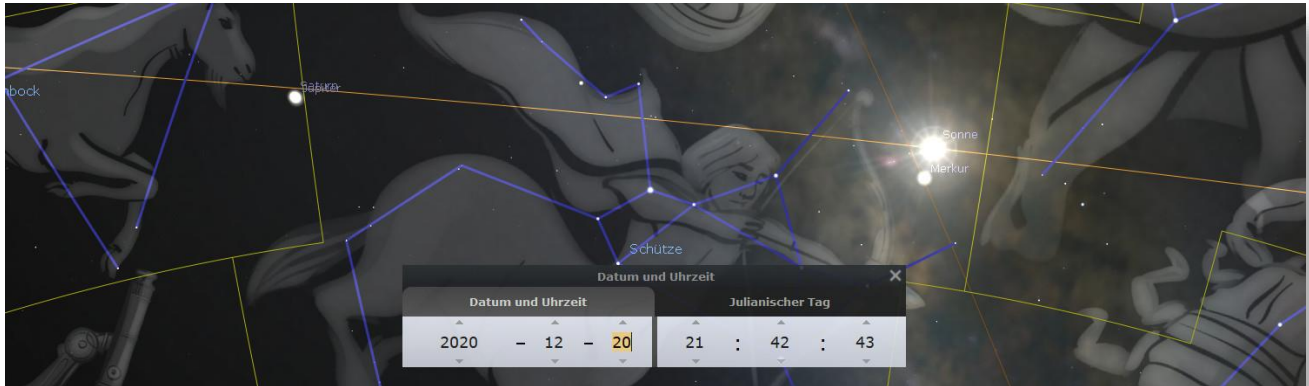 Saturn
Jupiter
nbock
Sonne
Merkur
Schütze
Datum und Uhrzeit
Datum und Uhrzeit
Julianischer Tag
2020 – 12 – 20 21 : 42 : 43